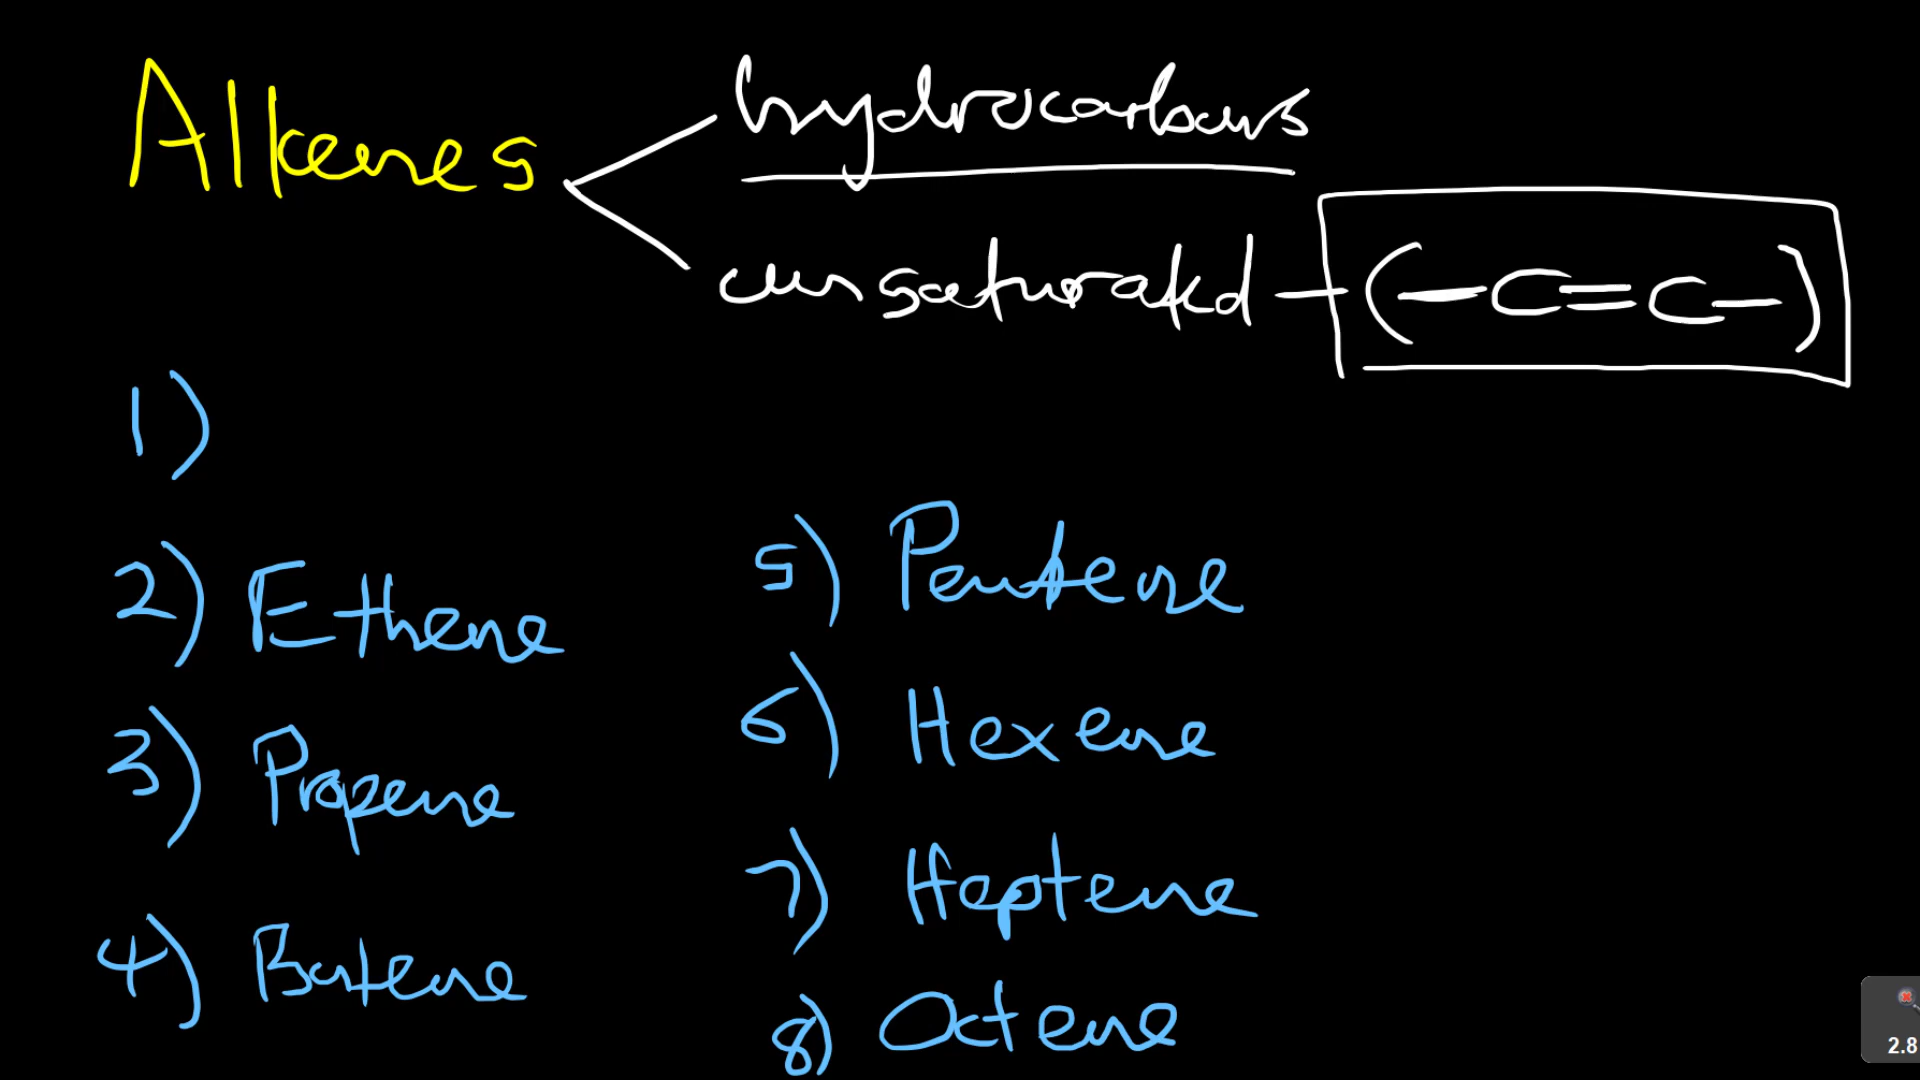 Alkenes
hydrocarbons
unsaturated - (-C=C-)
1)
2) Ethene
3) Propene
4) Butene
5) Pentene
6) Hexene
7) Heptene
8) Octene
2.8